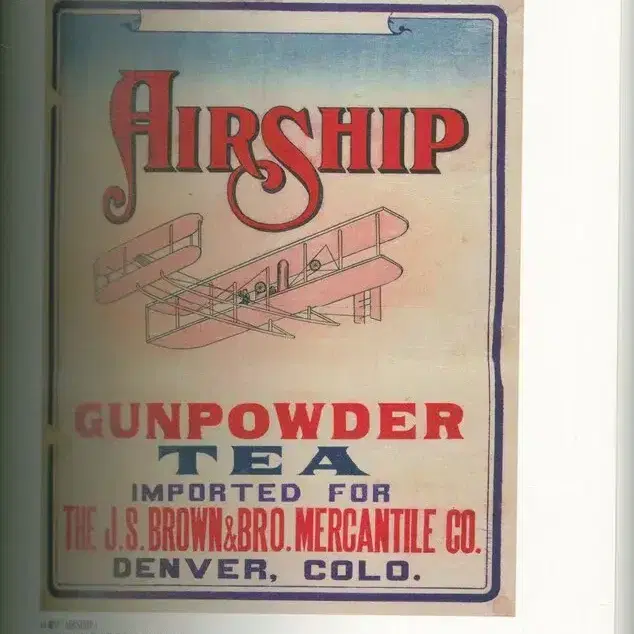 AIRSHIP
GUNPOWDER
TEA
IMPORTED FOR
THE J.S. BROWN & BRO. MERCANTILE CO.
DENVER, COLO.